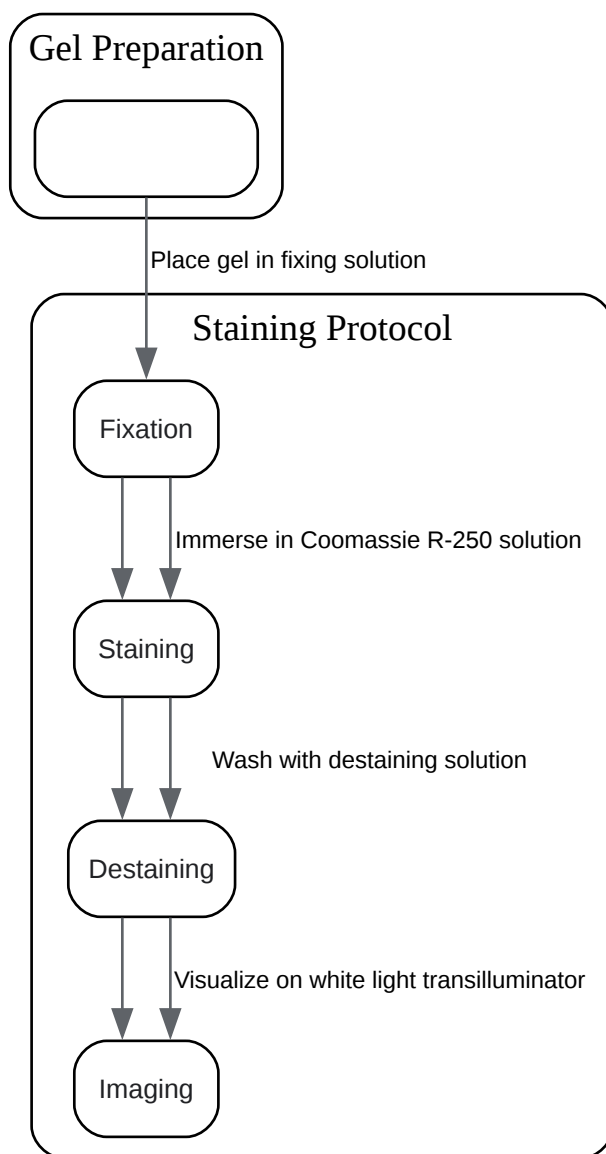 Gel Preparation
Place gel in fixing solution
Staining Protocol
Fixation
Immerse in Coomassie R-250 solution
Staining
Wash with destaining solution
Destaining
Visualize on white light transilluminator
Imaging